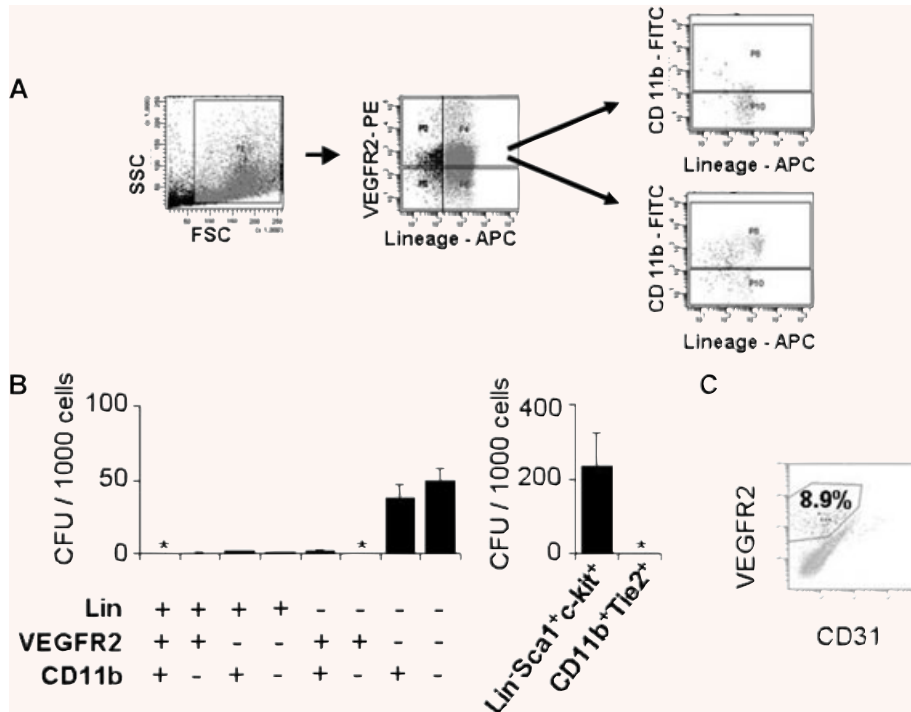 A
SSC
FSC
VEGFR2 - PE
Lineage - APC
CD 11b - FITC
P10
Lineage - APC
CD 11b - FITC
P10
Lineage - APC
B
CFU / 1000 cells
100
50
0
*
*
Lin + + + + - - - -
VEGFR2 + + - - + + - -
CD11b + - + - + - + -
CFU / 1000 cells
400
200
0
*
Lin⁻Sca1⁺c-kit⁺
CD11b⁺Tie2⁺
C
VEGFR2
8.9%
CD31